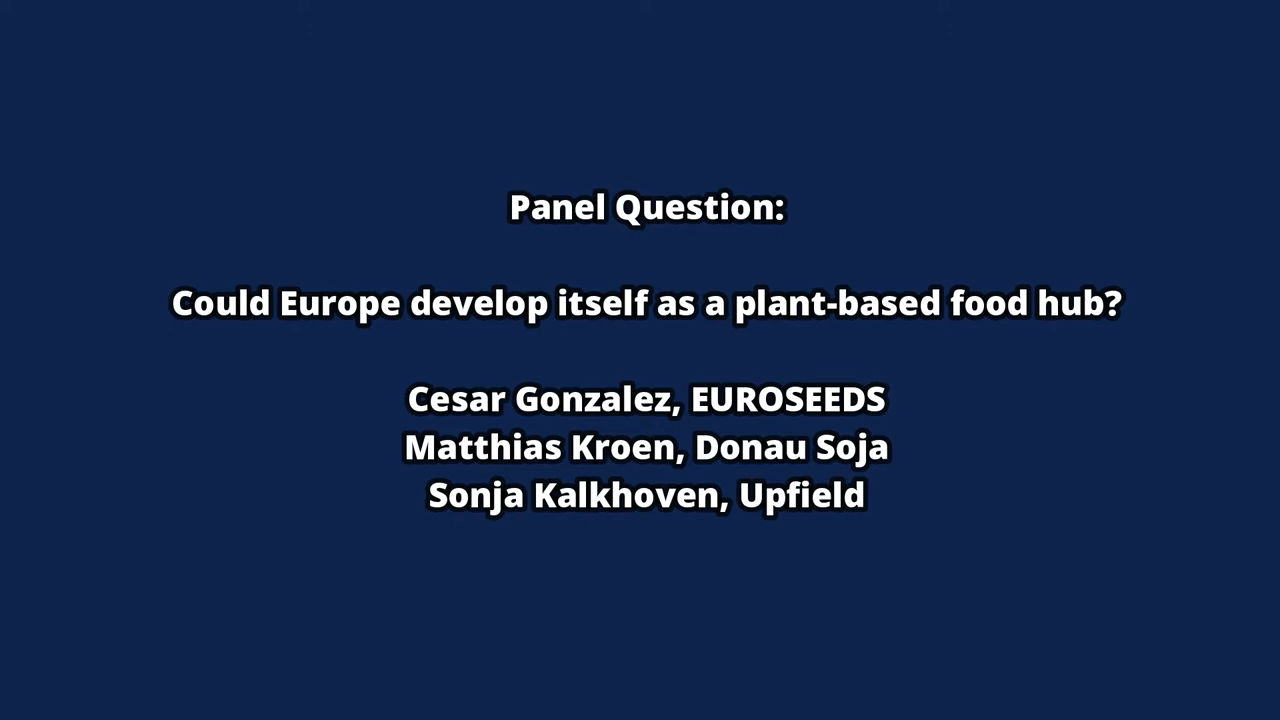 Panel Question:
Could Europe develop itself as a plant-based food hub?
Cesar Gonzalez, EUROSEEDS
Matthias Kroen, Donau Soja
Sonja Kalkhoven, Upfield